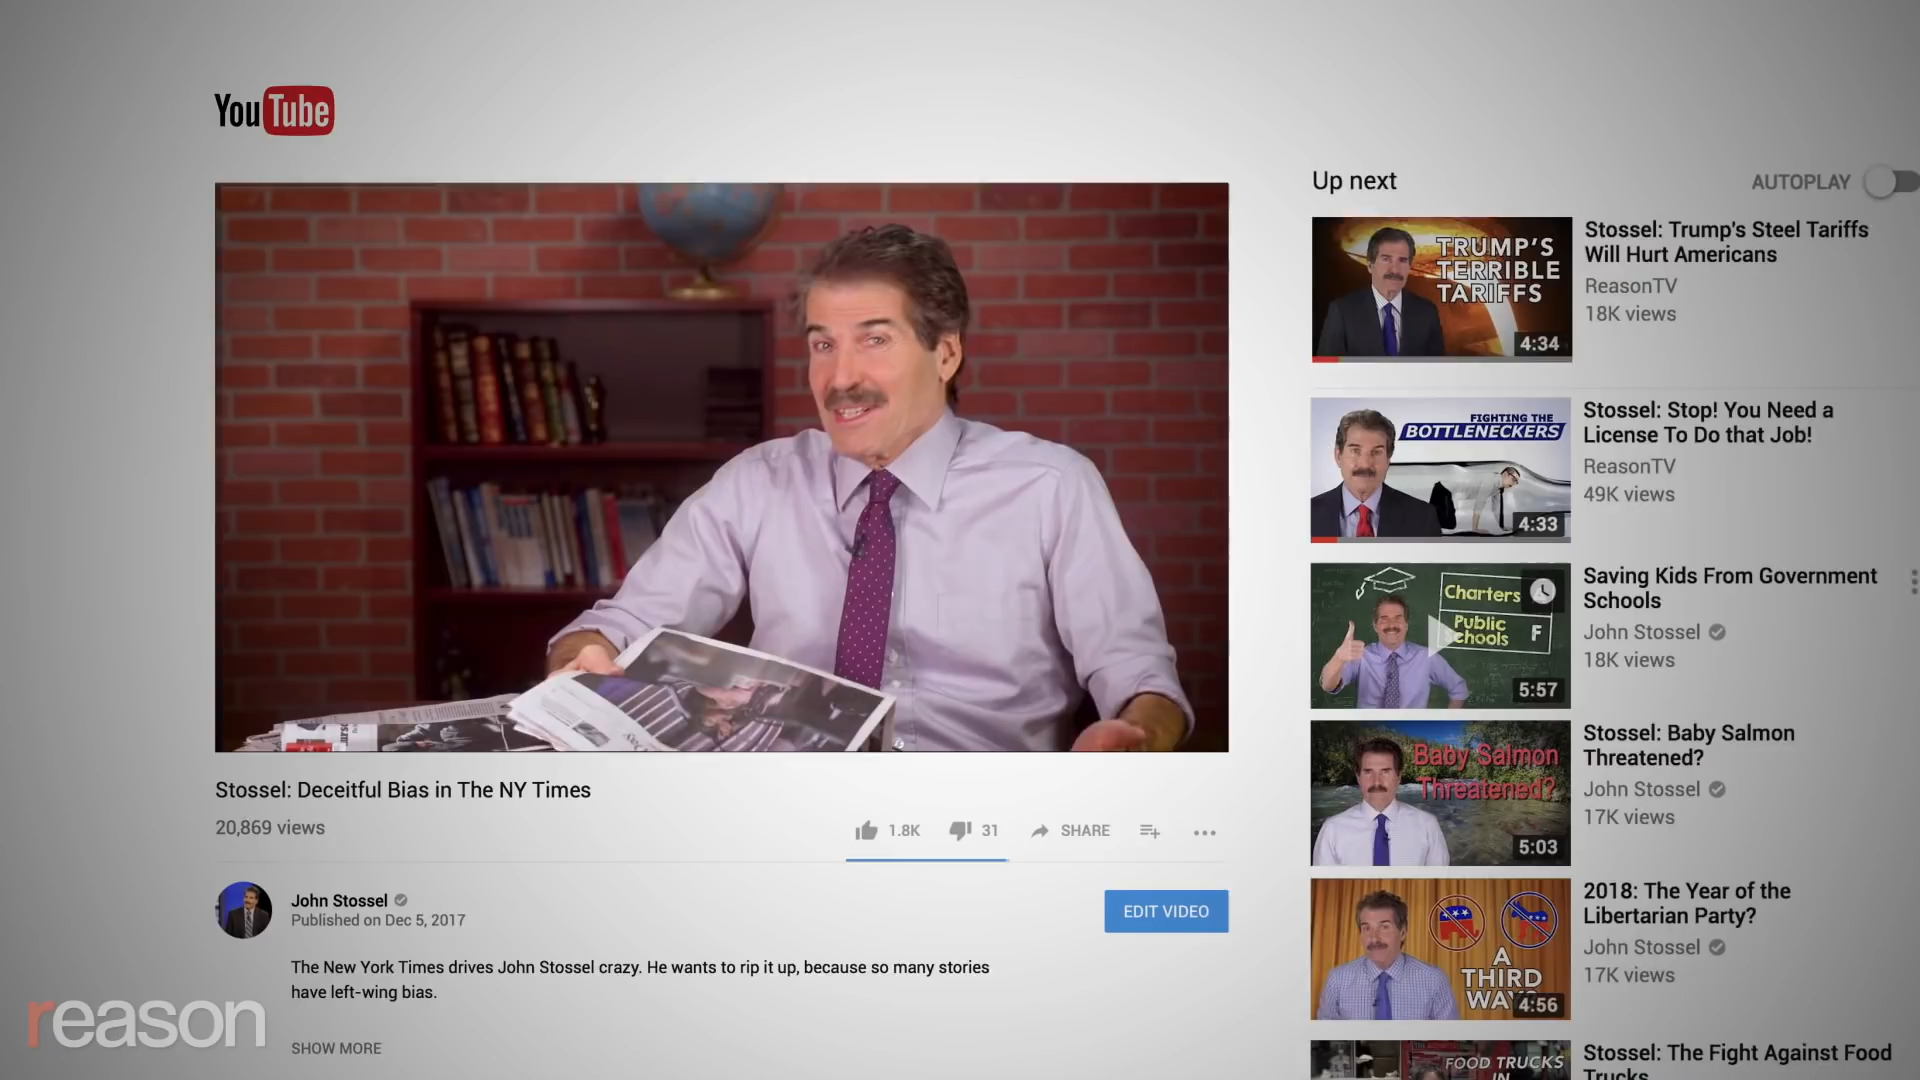 YouTube
Up next
AUTOPLAY
TRUMP'S
TERRIBLE
TARIFFS
4:34
Stossel: Trump's Steel Tariffs
Will Hurt Americans
ReasonTV
18K views
FIGHTING THE
BOTTLENECKERS
4:33
Stossel: Stop! You Need a
License To Do that Job!
ReasonTV
49K views
Charters
Public
Schools
F
5:57
Saving Kids From Government
Schools
John Stossel
18K views
Baby Salmon
Threatened?
5:03
Stossel: Baby Salmon
Threatened?
John Stossel
17K views
A
THIRD
WAY
4:56
2018: The Year of the
Libertarian Party?
John Stossel
17K views
FOOD TRUCKS
IN
Stossel: The Fight Against Food
Trucks
Stossel: Deceitful Bias in The NY Times
20,869 views
1.8K
31
SHARE
John Stossel
Published on Dec 5, 2017
EDIT VIDEO
The New York Times drives John Stossel crazy. He wants to rip it up, because so many stories
have left-wing bias.
SHOW MORE
reason